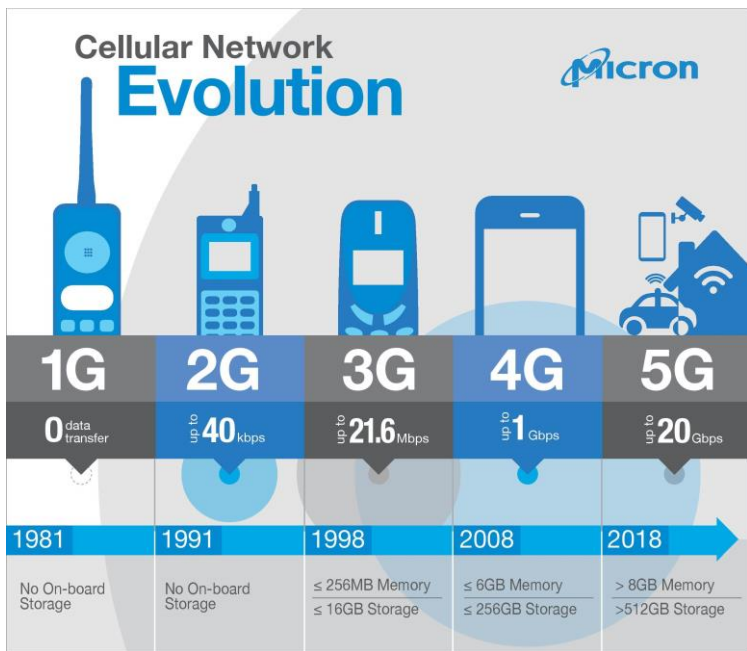 Cellular Network
Evolution
Micron
1G
2G
3G
4G
5G
0 data transfer
up to 40 kbps
up to 21.6 Mbps
up to 1 Gbps
up to 20 Gbps
1981
1991
1998
2008
2018
No On-board
Storage
No On-board
Storage
≤ 256MB Memory
≤ 16GB Storage
≤ 6GB Memory
≤ 256GB Storage
> 8GB Memory
>512GB Storage